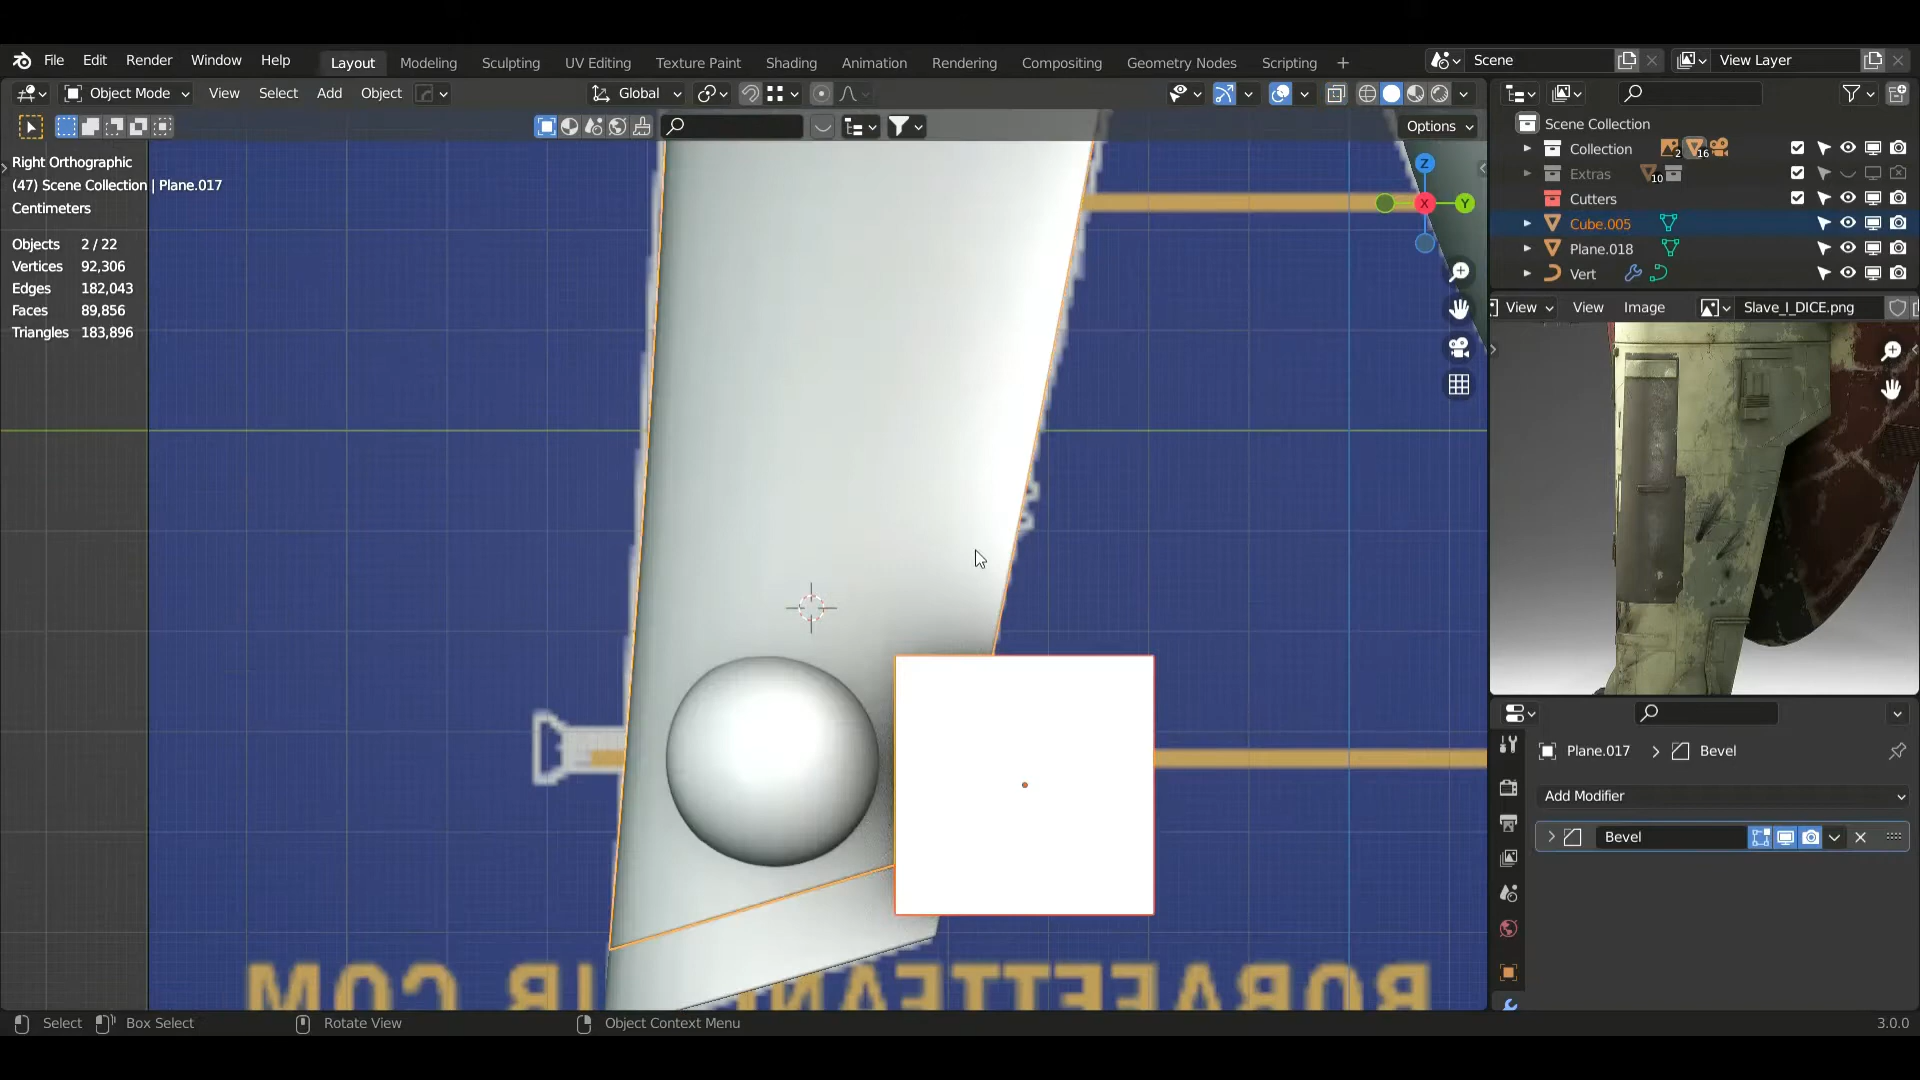 File Edit Render Window Help Layout Modeling Sculpting UV Editing Texture Paint Shading Animation Rendering Compositing Geometry Nodes Scripting + Scene View Layer
Object Mode View Select Add Object Global
Options
Right Orthographic
(47) Scene Collection | Plane.017
Centimeters
Objects 2 / 22
Vertices 92,306
Edges 182,043
Faces 89,856
Triangles 183,896
Z
X
Y
Scene Collection
Collection 2 16
Extras 10
Cutters
Cube.005
Plane.018
Vert
View View Image Slave_I_DICE.png
Plane.017 > Bevel
Add Modifier
Bevel
Select Box Select Rotate View Object Context Menu 3.0.0